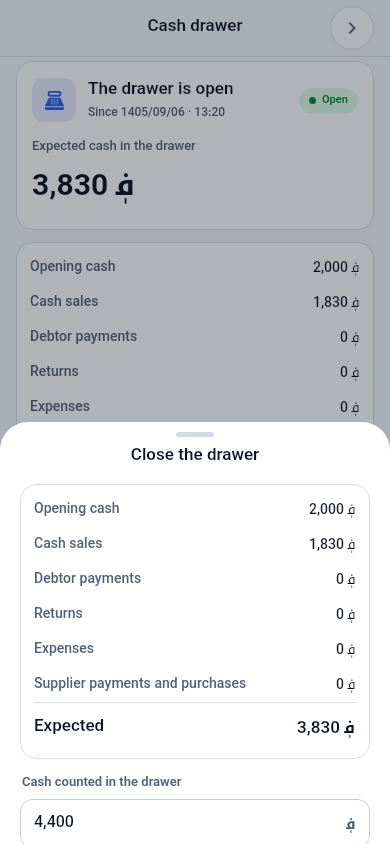 Cash drawer
The drawer is open
Since 1405/09/06 · 13:20
Open
Expected cash in the drawer
3,830 ؋
Opening cash 2,000 ؋
Cash sales 1,830 ؋
Debtor payments 0 ؋
Returns 0 ؋
Expenses 0 ؋
Close the drawer
Opening cash 2,000 ؋
Cash sales 1,830 ؋
Debtor payments 0 ؋
Returns 0 ؋
Expenses 0 ؋
Supplier payments and purchases 0 ؋
Expected 3,830 ؋
Cash counted in the drawer
4,400 ؋